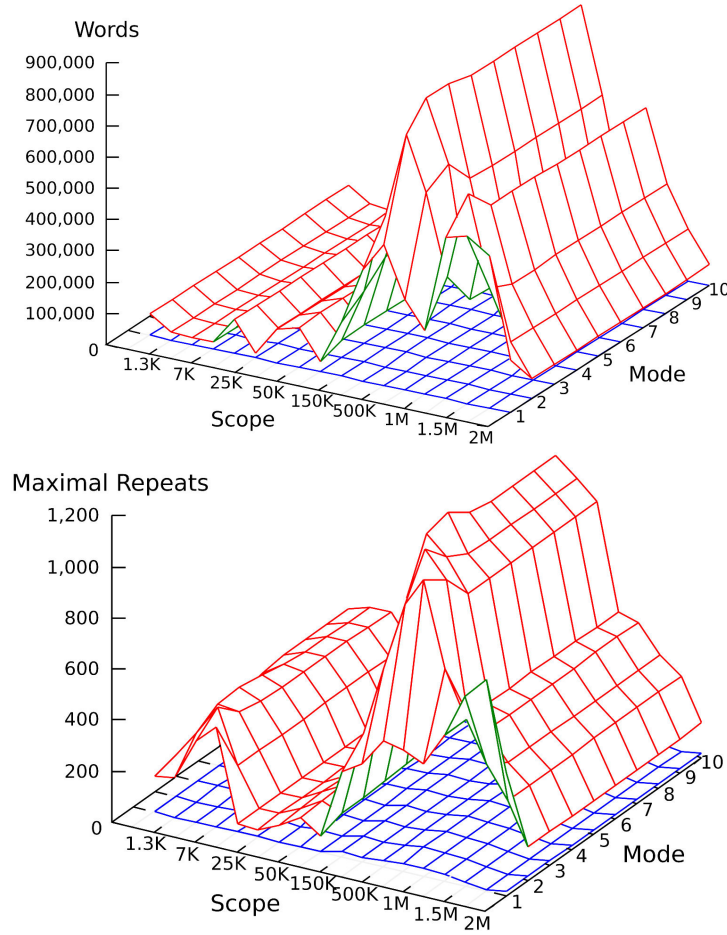 Words
900,000
800,000
700,000
600,000
500,000
400,000
300,000
200,000
100,000
0
1.3K
7K
25K
50K
150K
500K
1M
1.5M
2M
Scope
1
2
3
4
5
6
7
8
9
10
Mode
Maximal Repeats
1,200
1,000
800
600
400
200
0
1.3K
7K
25K
50K
150K
500K
1M
1.5M
2M
Scope
1
2
3
4
5
6
7
8
9
10
Mode